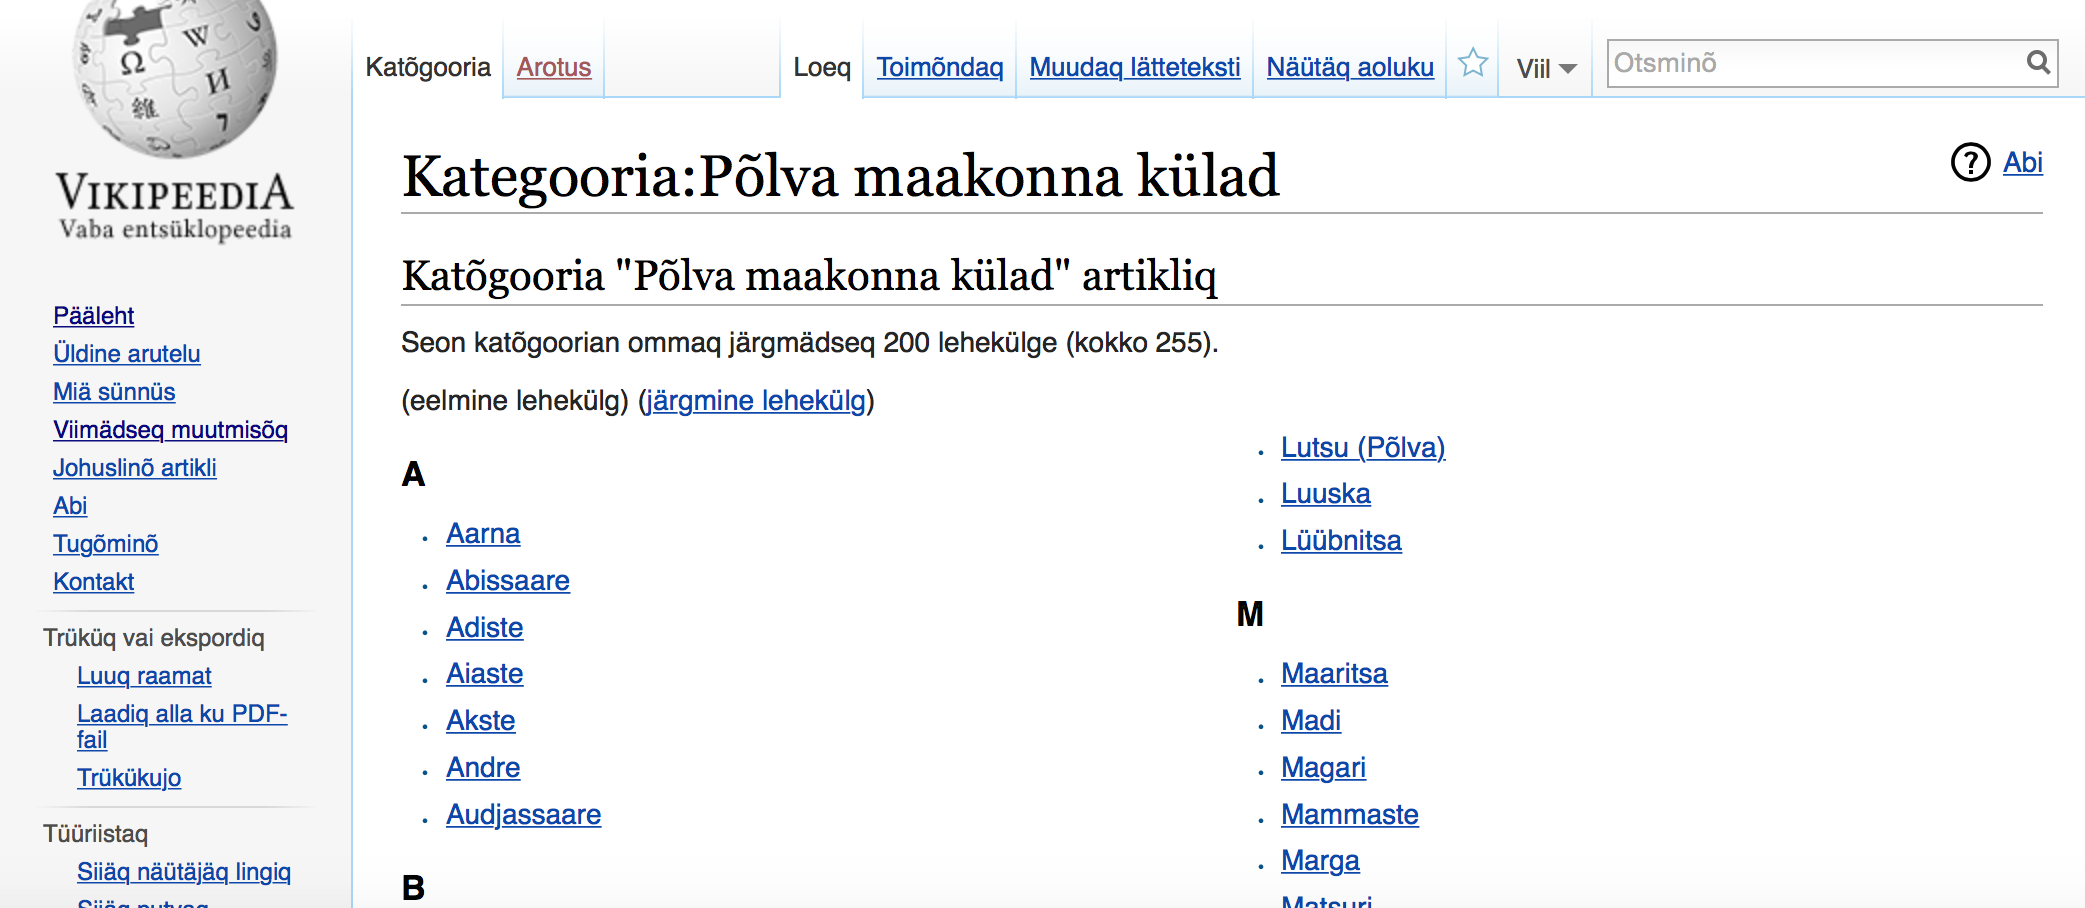 VIKIPEEDIA
Vaba entsüklopeedia
Katõgooria
Arotus
Loeq
Toimõndaq
Muudaq lätteteksti
Näütäq aoluku
Viil
Otsminõ
Kategooria:Põlva maakonna külad
Abi
Katõgooria "Põlva maakonna külad" artikliq
Seon katõgoorian ommaq järgmädseq 200 lehekülge (kokko 255).
(eelmine lehekülg) (järgmine lehekülg)
A
Aarna
Abissaare
Adiste
Aiaste
Akste
Andre
Audjassaare
B
Lutsu (Põlva)
Luuska
Lüübnitsa
M
Maaritsa
Madi
Magari
Mammaste
Marga
Matsuri
Pääleht
Üldine arutelu
Miä sünnüs
Viimädseq muutmisõq
Johuslinõ artikli
Abi
Tugõminõ
Kontakt
Trüküq vai ekspordiq
Luuq raamat
Laadiq alla ku PDF-
fail
Trükükujo
Tüüriistaq
Siiäq näütäjäq lingiq